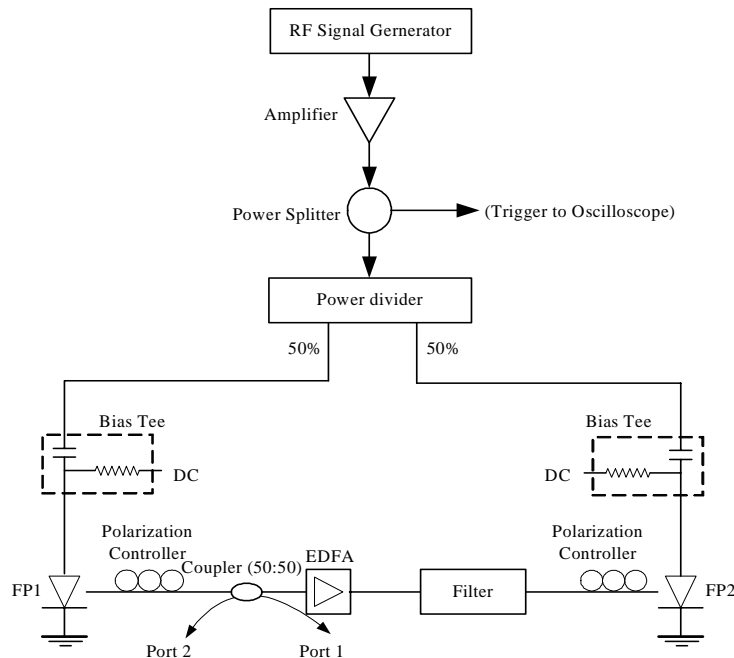 RF Signal Gernerator
Amplifier
Power Splitter
(Trigger to Oscilloscope)
Power divider
50%
50%
Bias Tee
Bias Tee
DC
DC
Polarization
Controller
Polarization
Controller
Coupler (50:50)
EDFA
FP1
Filter
FP2
Port 2
Port 1